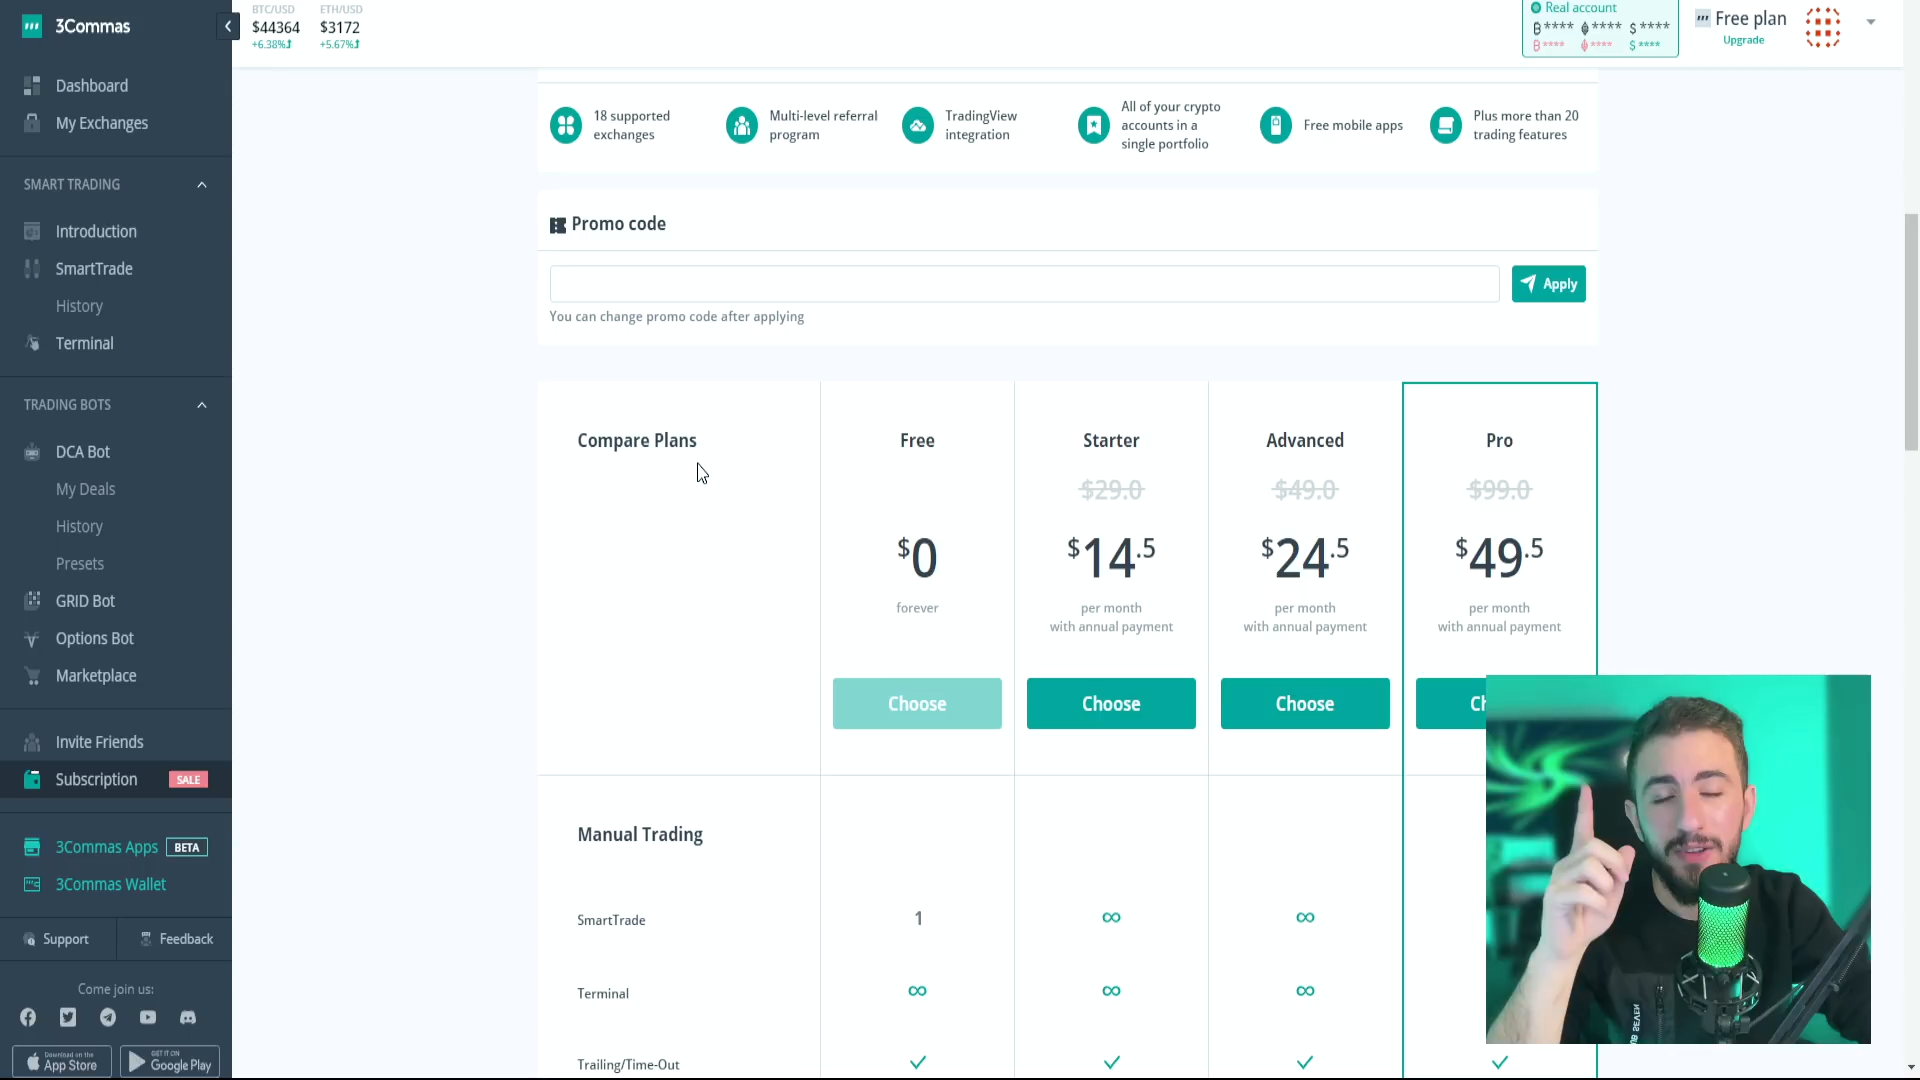 3Commas
Dashboard
My Exchanges
SMART TRADING
Introduction
SmartTrade
History
Terminal
TRADING BOTS
DCA Bot
My Deals
History
Presets
GRID Bot
Options Bot
Marketplace
Invite Friends
Subscription SALE
3Commas Apps BETA
3Commas Wallet
Support Feedback
Come join us:
Download on the
App Store
GET IT ON
Google Play
BTC/USD
$44364
+6.38%
ETH/USD
$3172
+5.67%
Real account
**** **** $ ****
**** **** $ ****
Free plan
Upgrade
18 supported
exchanges
Multi-level referral
program
TradingView
integration
All of your crypto
accounts in a
single portfolio
Free mobile apps
Plus more than 20
trading features
Promo code
Apply
You can change promo code after applying
Compare Plans Free Starter Advanced Pro
$29.0 $49.0 $99.0
$0 $14.5 $24.5 $49.5
forever per month per month per month
with annual payment with annual payment with annual payment
Choose Choose Choose Ch
Manual Trading
SmartTrade 1 ∞ ∞
Terminal ∞ ∞ ∞
Trailing/Time-Out